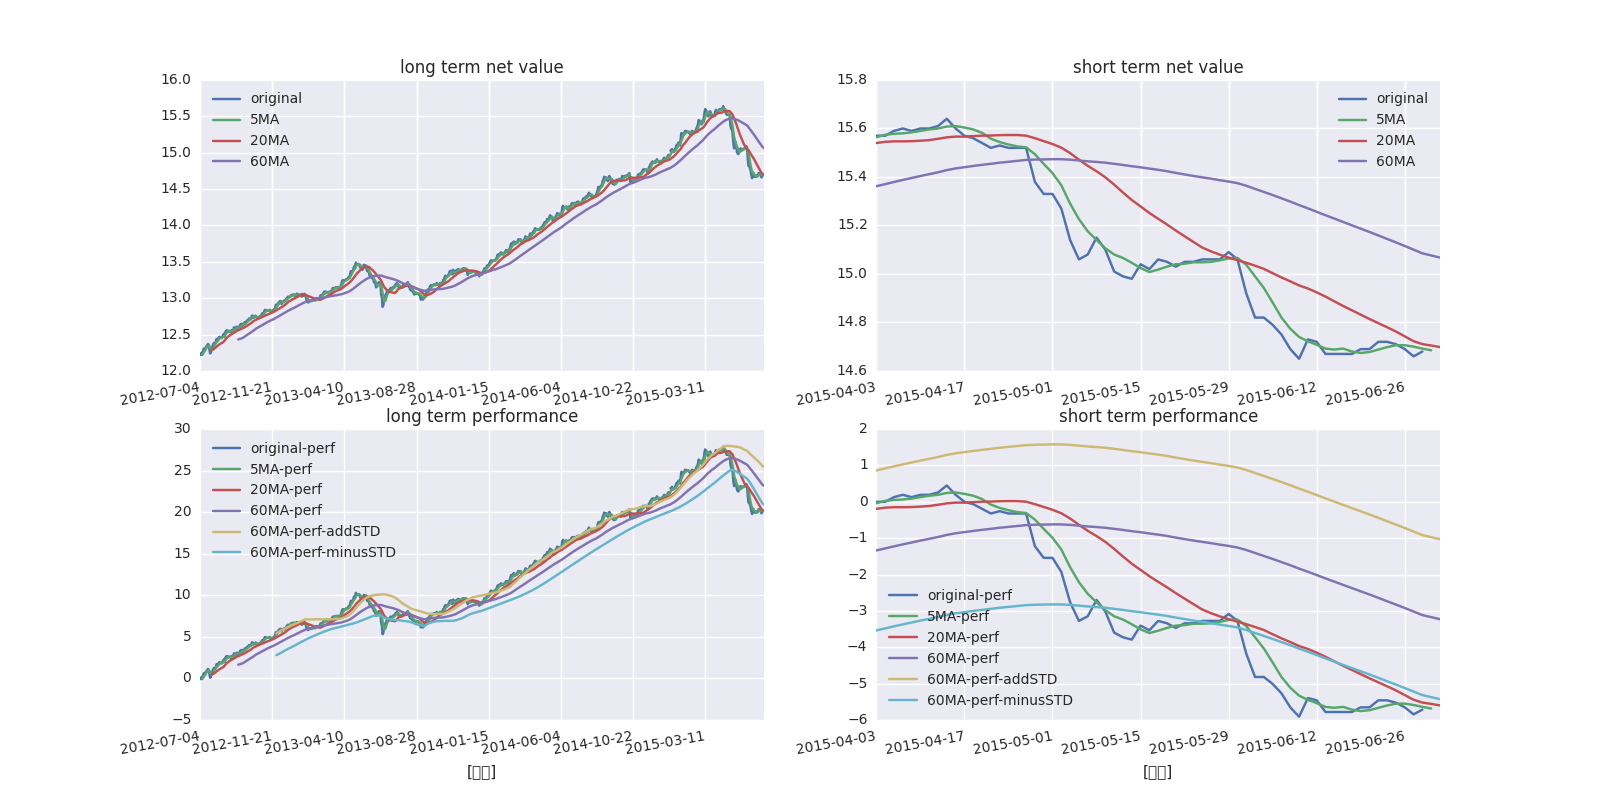 long term net value
16.0
15.5
15.0
14.5
14.0
13.5
13.0
12.5
12.0
original
5MA
20MA
60MA
2012-07-04 2012-11-21 2013-04-10 2013-08-28 2014-01-15 2014-06-04 2014-10-22 2015-03-11
short term net value
15.8
15.6
15.4
15.2
15.0
14.8
14.6
original
5MA
20MA
60MA
2015-04-03 2015-04-17 2015-05-01 2015-05-15 2015-05-29 2015-06-12 2015-06-26
long term performance
30
25
20
15
10
5
0
−5
original-perf
5MA-perf
20MA-perf
60MA-perf
60MA-perf-addSTD
60MA-perf-minusSTD
2012-07-04 2012-11-21 2013-04-10 2013-08-28 2014-01-15 2014-06-04 2014-10-22 2015-03-11
short term performance
2
1
0
−1
−2
−3
−4
−5
−6
original-perf
5MA-perf
20MA-perf
60MA-perf
60MA-perf-addSTD
60MA-perf-minusSTD
2015-04-03 2015-04-17 2015-05-01 2015-05-15 2015-05-29 2015-06-12 2015-06-26